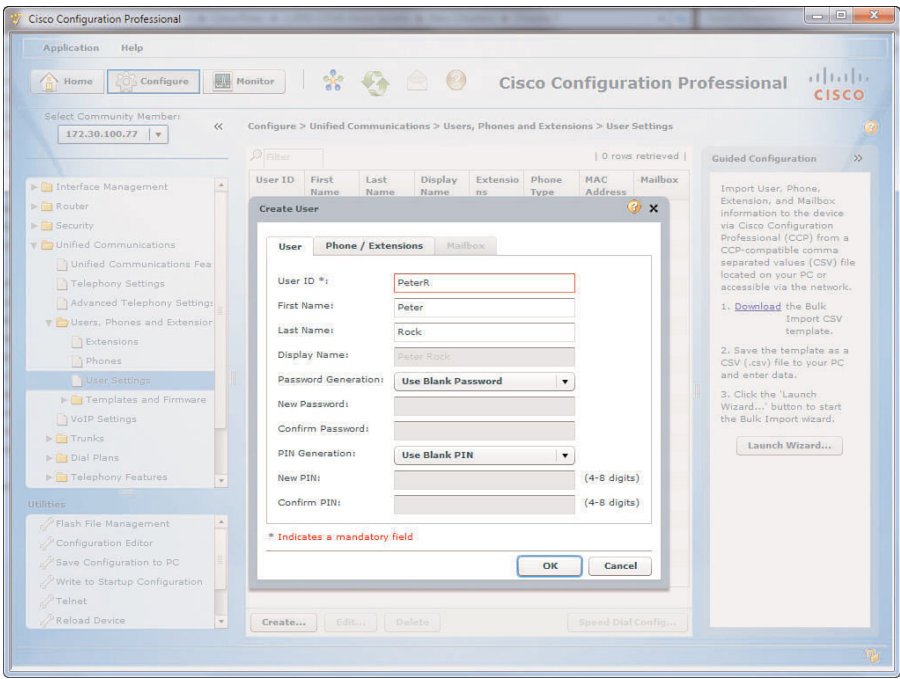 Cisco Configuration Professional
Application Help
Home Configure Monitor Cisco Configuration Professional
CISCO
Select Community Member:
172.30.100.77
<<
Configure > Unified Communications > Users, Phones and Extensions > User Settings
Interface Management
Router
Security
Unified Communications
Unified Communications Fea
Telephony Settings
Advanced Telephony Settings
Users, Phones and Extension
Extensions
Phones
User Settings
Templates and Firmware
VoIP Settings
Trunks
Dial Plans
Telephony Features
Utilities
Flash File Management
Configuration Editor
Save Configuration to PC
Write to Startup Configuration
Telnet
Reload Device
Filter | 0 rows retrieved |
User ID First Last Display Extensio Phone MAC Mailbox
Name Name Name ns Type Address
Create User
User Phone / Extensions Mailbox
User ID *: PeterR
First Name: Peter
Last Name: Rock
Display Name: Peter Rock
Password Generation: Use Blank Password
New Password:
Confirm Password:
PIN Generation: Use Blank PIN
New PIN: (4-8 digits)
Confirm PIN: (4-8 digits)
* Indicates a mandatory field
OK Cancel
Create... Edit... Delete Speed Dial Config...
Guided Configuration >>
Import User, Phone,
Extension, and Mailbox
information to the device
via Cisco Configuration
Professional (CCP) from a
CCP-compatible comma
separated values (CSV) file
located on your PC or
accessible via the network.
1. Download the Bulk
Import CSV
template.
2. Save the template as a
CSV (.csv) file to your PC
and enter data.
3. Click the 'Launch
Wizard...' button to start
the Bulk Import wizard.
Launch Wizard...